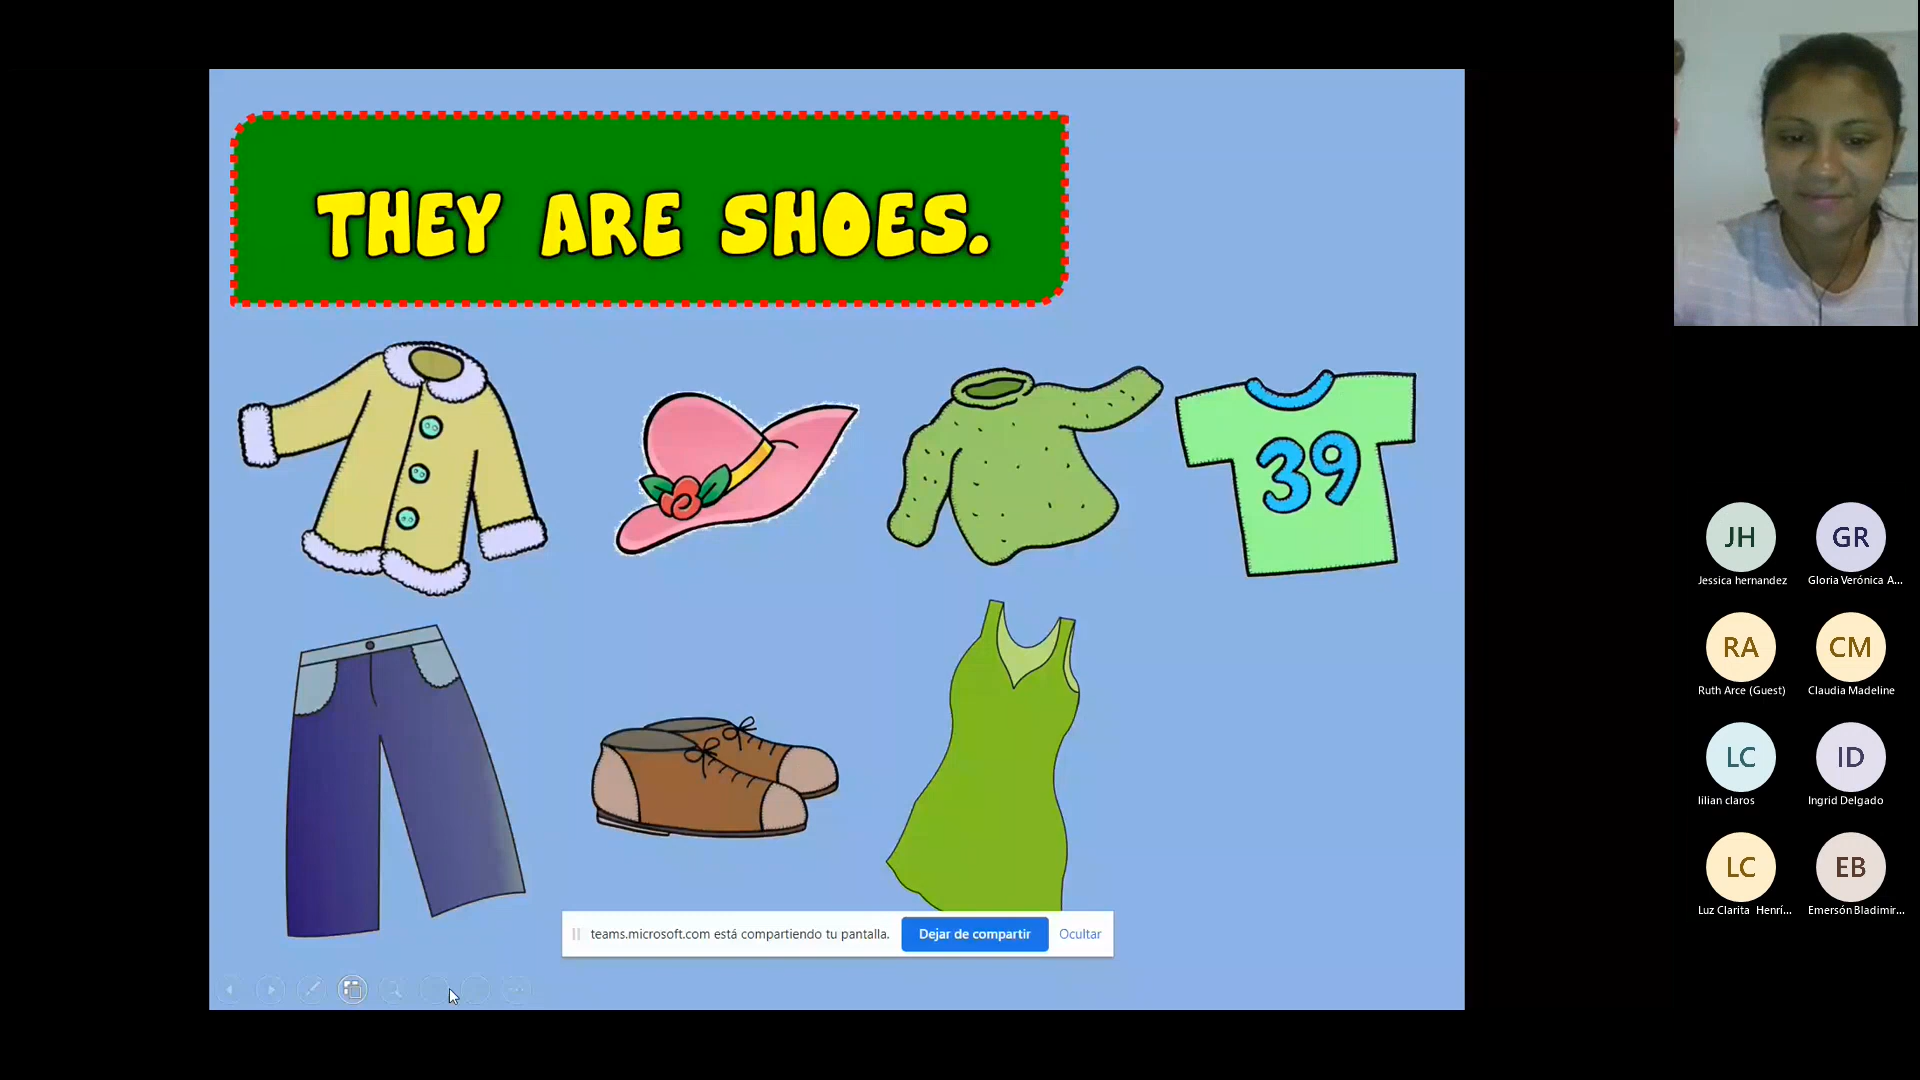 THEY ARE SHOES.
39
teams.microsoft.com está compartiendo tu pantalla.
Dejar de compartir
Ocultar
JH
GR
Jessica hernandez
Gloria Verónica A...
RA
CM
Ruth Arce (Guest)
Claudia Madeline
LC
ID
lilian claros
Ingrid Delgado
LC
EB
Luz Clarita Henrí...
Emersón Bladimir...